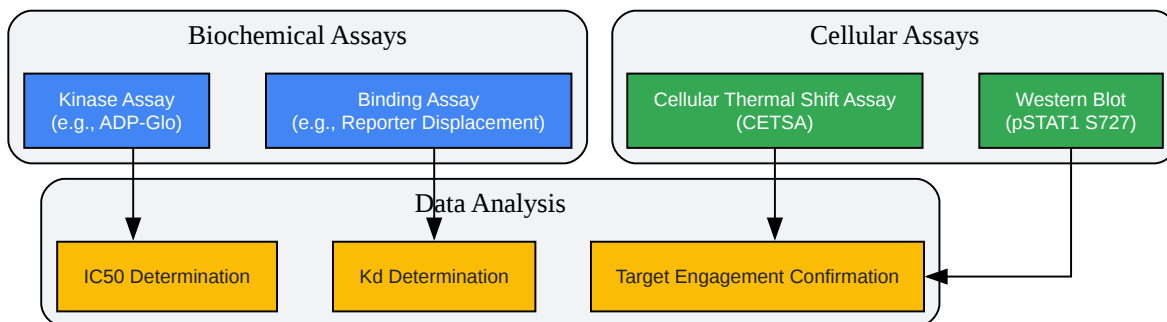 Biochemical Assays
Kinase Assay
(e.g., ADP-Glo)
Binding Assay
(e.g., Reporter Displacement)
Cellular Assays
Cellular Thermal Shift Assay
(CETSA)
Western Blot
(pSTAT1 S727)
Data Analysis
IC50 Determination
Kd Determination
Target Engagement Confirmation